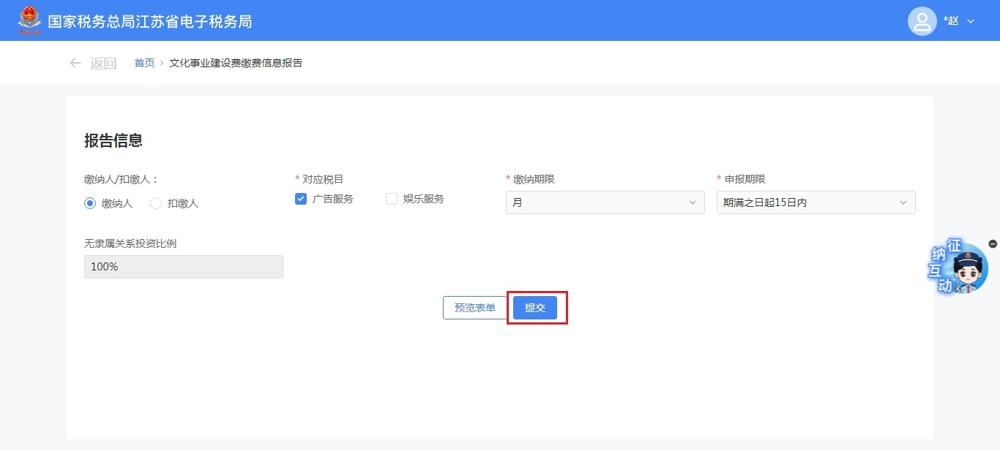 国家税务总局江苏省电子税务局
*赵
返回 首页 > 文化事业建设费缴费信息报告
报告信息
缴纳人/扣缴人：
缴纳人 扣缴人
* 对应税目
广告服务 娱乐服务
* 缴纳期限
月
* 申报期限
期满之日起15日内
无隶属关系投资比例
100%
预览表单 提交
征纳互动